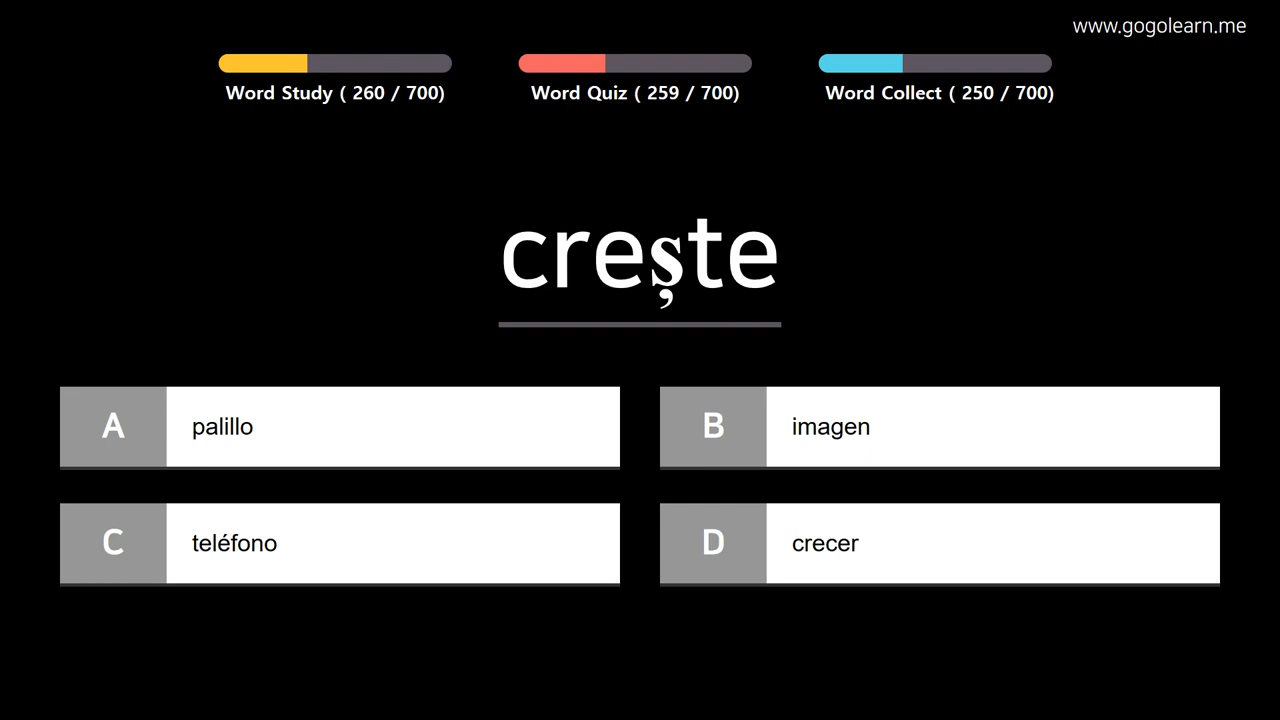 www.gogolearn.me
Word Study ( 260 / 700)
Word Quiz ( 259 / 700)
Word Collect ( 250 / 700)
crește
A palillo
B imagen
C teléfono
D crecer